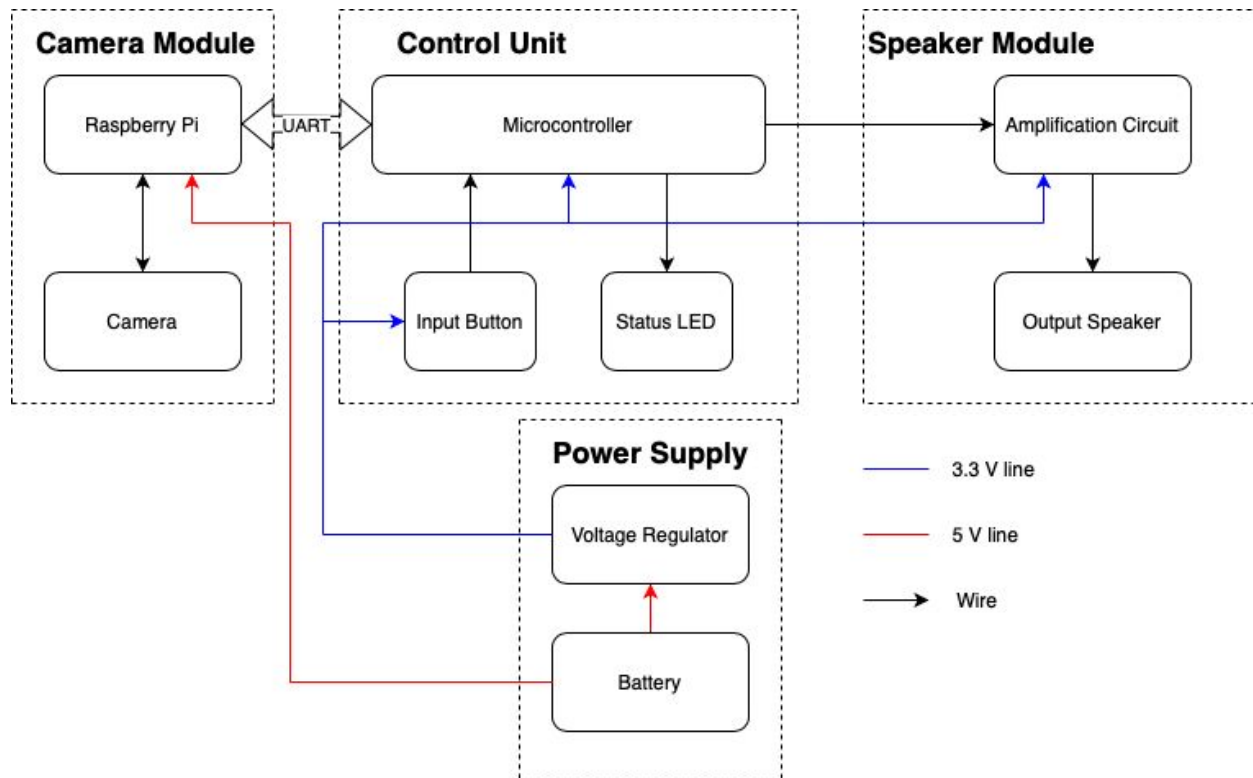 Camera Module
Control Unit
Speaker Module
Raspberry Pi
UART
Microcontroller
Amplification Circuit
Camera
Input Button
Status LED
Output Speaker
Power Supply
Voltage Regulator
Battery
3.3 V line
5 V line
Wire